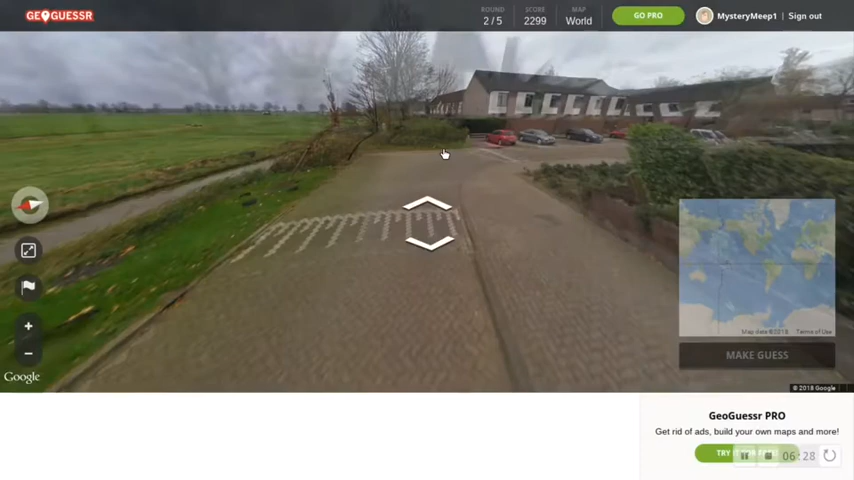 GEOGUESSR
ROUND
2 / 5
SCORE
2299
MAP
World
GO PRO
MysteryMeep1
Sign out
Google
Map data ©2018
Terms of Use
MAKE GUESS
© 2018 Google
GeoGuessr PRO
Get rid of ads, build your own maps and more!
TRY
06:28